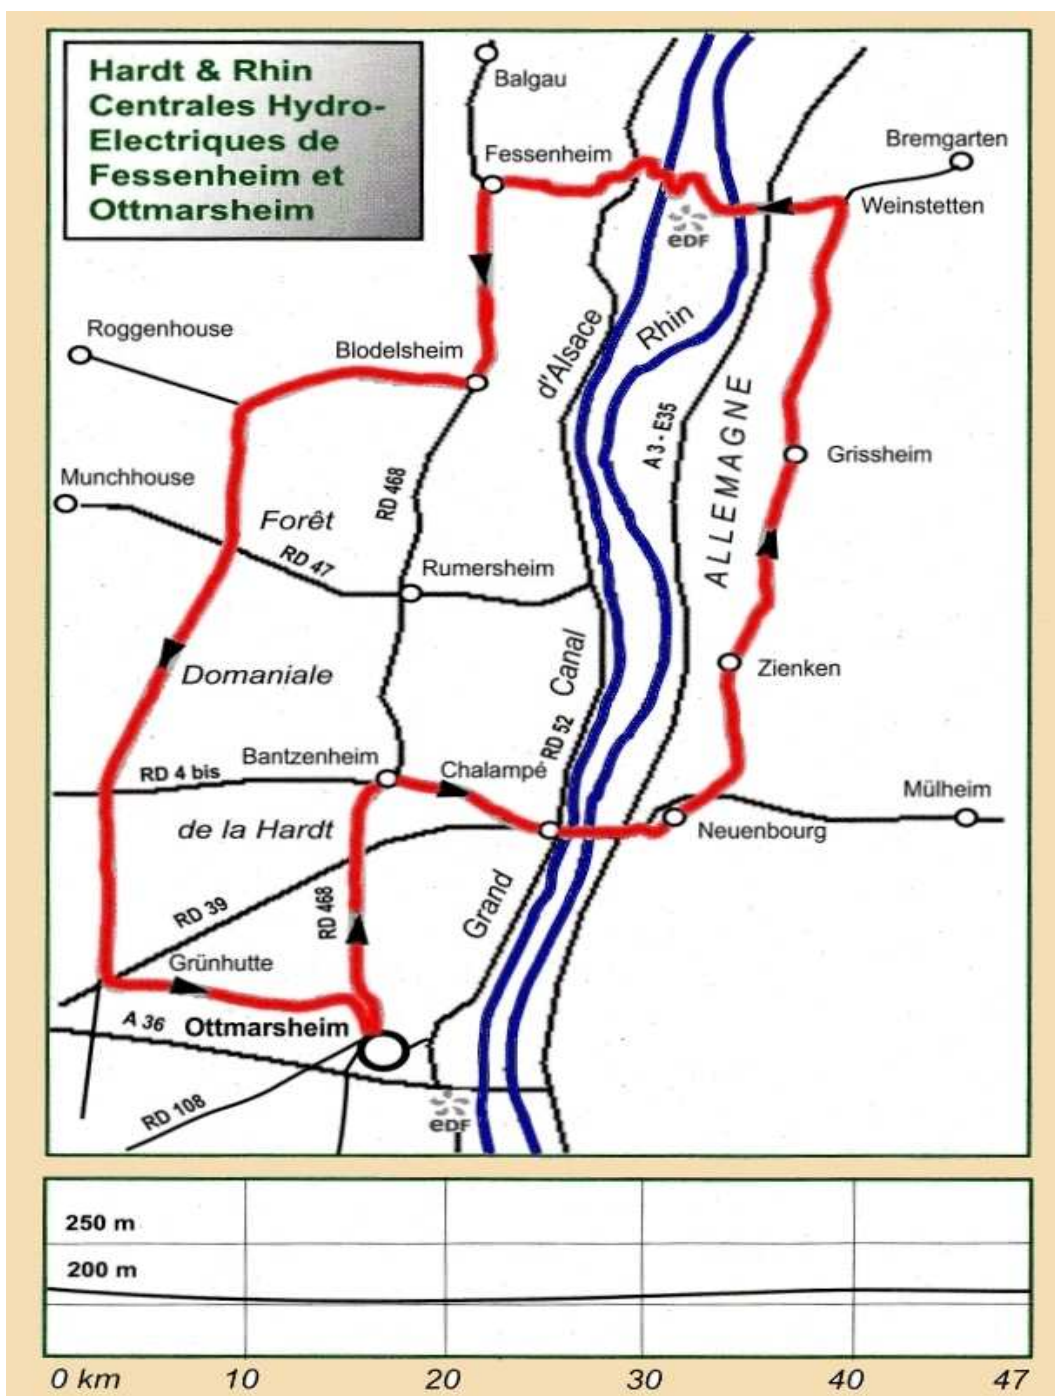 Hardt & Rhin
Centrales Hydro-
Electriques de
Fessenheim et
Ottmarsheim
Balgau
Fessenheim
Bremgarten
Weinstetten
eDF
Roggenhouse
Blodelsheim
d'Alsace
Rhin
A 3 - E35
ALLEMAGNE
Grissheim
Munchhouse
Forêt
RD 468
RD 47
Rumersheim
Domaniale
Canal
Zienken
RD 52
Bantzenheim
RD 4 bis
Chalampé
Mülheim
de la Hardt
Neuenbourg
RD 39
RD 468
Grand
Grünhutte
A 36
Ottmarsheim
RD 108
eDF
250 m
200 m
0 km 10 20 30 40 47